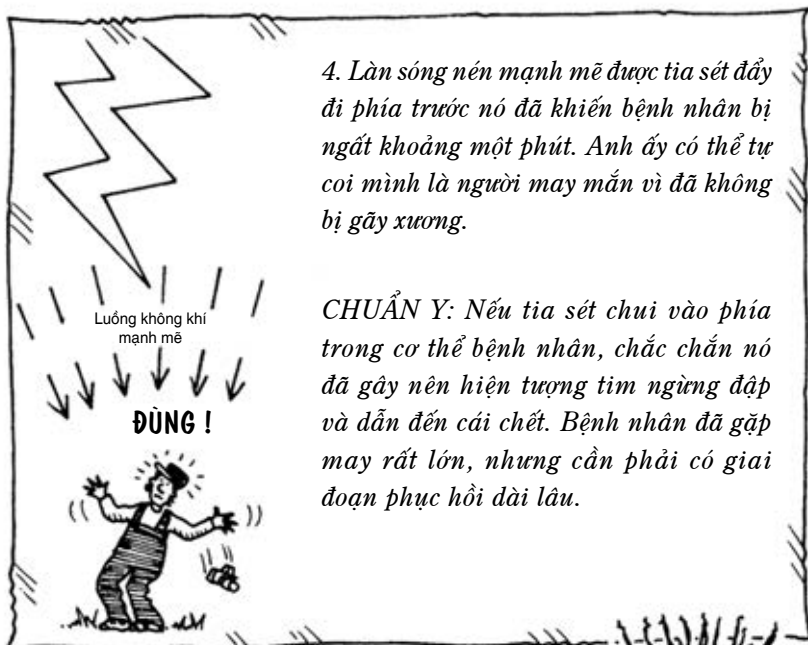 4. Làn sóng nén mạnh mẽ được tia sét đẩy
đi phía trước nó đã khiến bệnh nhân bị
ngất khoảng một phút. Anh ấy có thể tự
coi mình là người may mắn vì đã không
bị gãy xương.
Luồng không khí
mạnh mẽ
ĐÙNG !
CHUẨN Y: Nếu tia sét chui vào phía
trong cơ thể bệnh nhân, chắc chắn nó
đã gây nên hiện tượng tim ngừng đập
và dẫn đến cái chết. Bệnh nhân đã gặp
may rất lớn, nhưng cần phải có giai
đoạn phục hồi dài lâu.